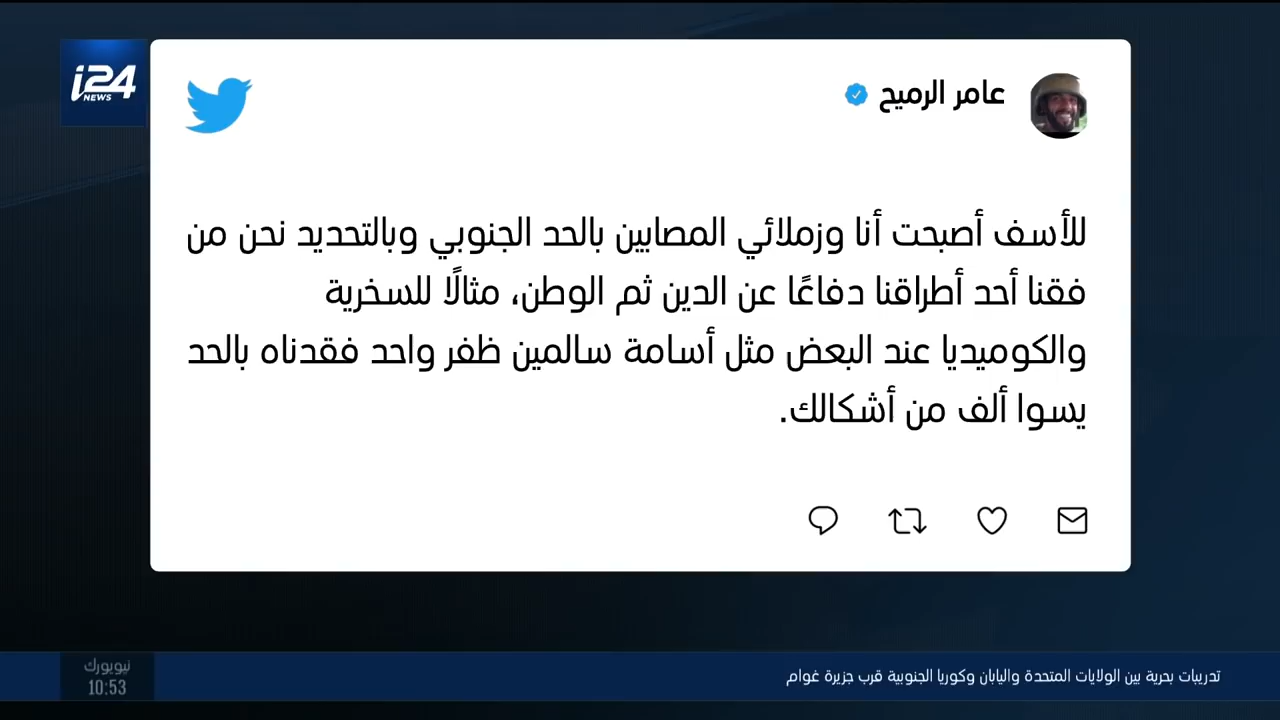 i24
NEWS
عامر الرميح
للأسف أصبحت أنا وزملائي المصابين بالحد الجنوبي وبالتحديد نحن من
فقنا أحد أطراقنا دفاعًا عن الدين ثم الوطن، مثالًا للسخرية
والكوميديا عند البعض مثل أسامة سالمين ظفر واحد فقدناه بالحد
يسوا ألف من أشكالك.
تدريبات بحرية بين الولايات المتحدة واليابان وكوريا الجنوبية قرب جزيرة غوام
نيويورك
10:53